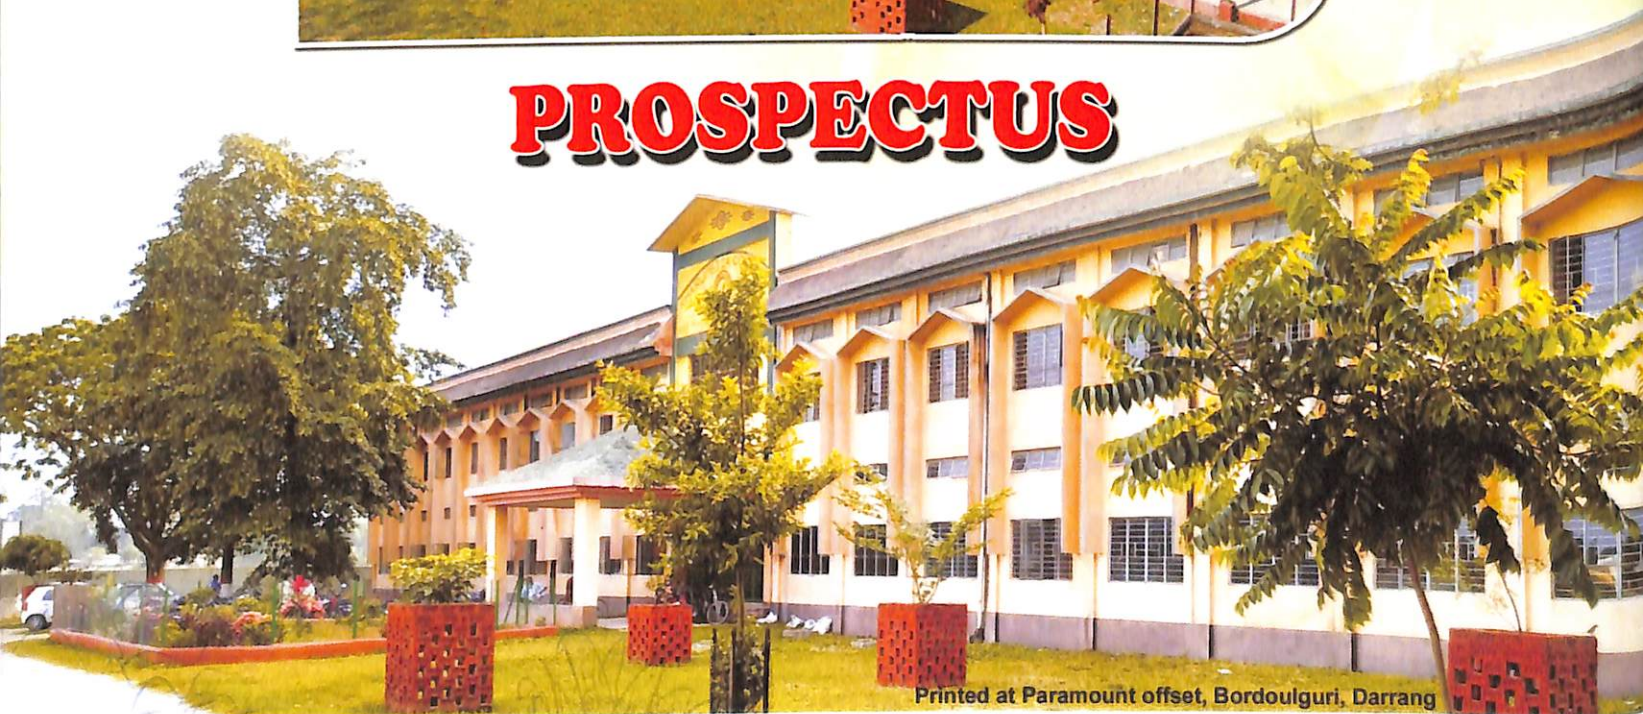 PROSPECTUS
Printed at Paramount offset, Bordoulguri, Darrang